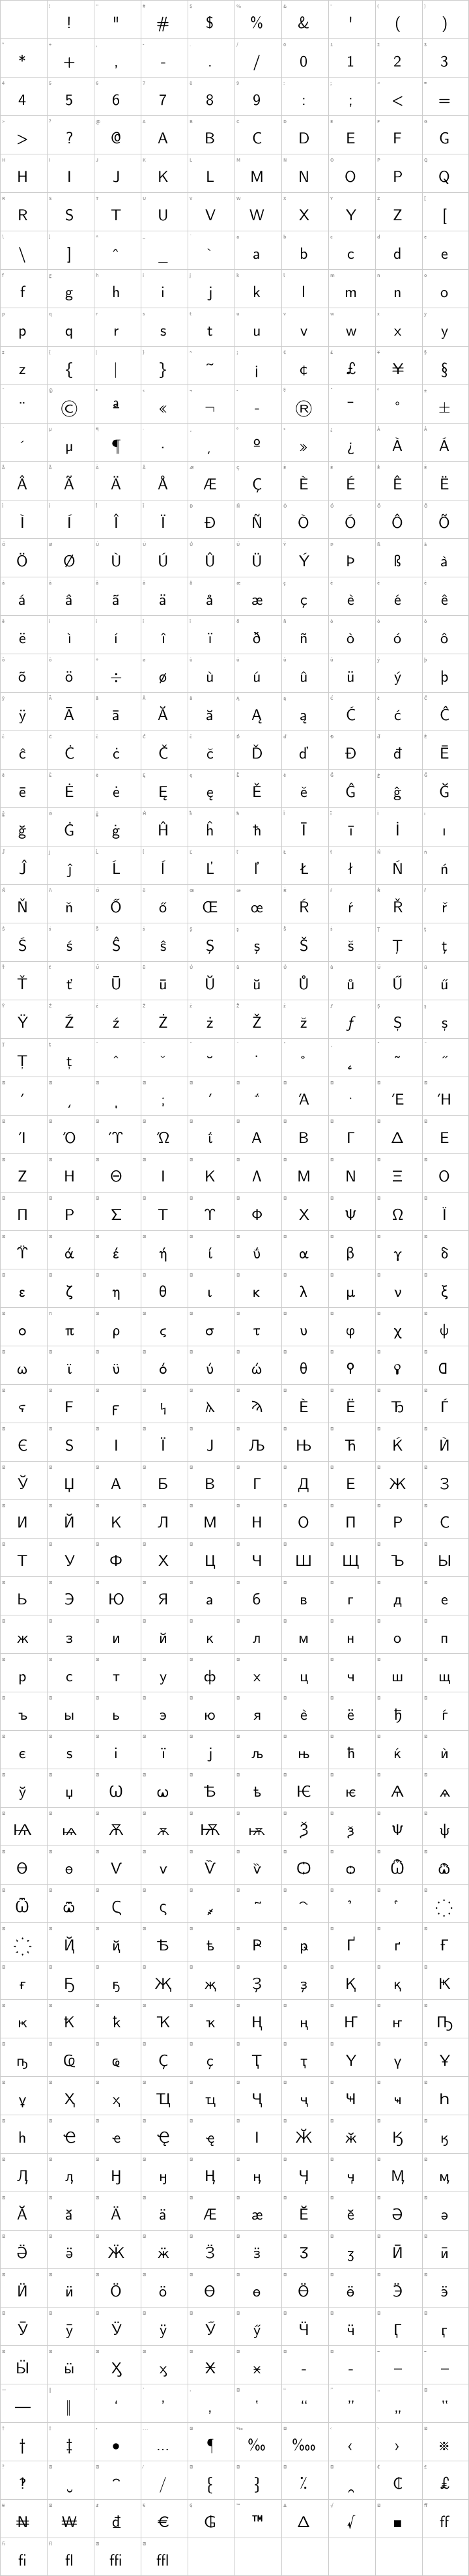 ! " # $ % & ' ( )
* + , - . / 0 1 2 3
4 5 6 7 8 9 : ; < =
> ? @ A B C D E F G
H I J K L M N O P Q
R S T U V W X Y Z [
\ ] ^ _ ` a b c d e
f g h i j k l m n o
p q r s t u v w x y
z { | } ~ ¡ ¢ £ ¥ §
¨ © ª « ¬ - ® ¯ ° ±
´ µ ¶ · ¸ º » ¿ À Á
Â Ã Ä Å Æ Ç È É Ê Ë
Ì Í Î Ï Ð Ñ Ò Ó Ô Õ
Ö Ø Ù Ú Û Ü Ý Þ ß à
á â ã ä å æ ç è é ê
ë ì í î ï ð ñ ò ó ô
õ ö ÷ ø ù ú û ü ý þ
ÿ Ā ā Ă ă Ą ą Ć ć Ĉ
ĉ Ċ ċ Č č Ď ď Đ đ Ē
ē Ė ė Ę ę Ě ě Ĝ ĝ Ğ
ğ Ġ ġ Ĥ ĥ ħ Ī ī İ ı
Ĵ ĵ Ĺ ĺ Ľ ľ Ł ł Ń ń
Ň ň Ő ő Œ œ Ŕ ŕ Ř ř
Ś ś Ŝ ŝ Ş ş Š š Ţ ţ
Ť ť Ū ū Ŭ ŭ Ů ů Ű ű
Ÿ Ź ź Ż ż Ž ž ƒ Ș ș
Ț ț ˆ ˇ ˘ ˙ ˚ ˛ ˜ ˝
ʹ ͵ ͺ ; ΄ ΅ Ά · Έ Ή
Ί Ό Ύ Ώ ΐ Α Β Γ Δ Ε
Ζ Η Θ Ι Κ Λ Μ Ν Ξ Ο
Π Ρ Σ Τ Υ Φ Χ Ψ Ω Ϊ
Ϋ ά έ ή ί ΰ α β γ δ
ε ζ η θ ι κ λ μ ν ξ
ο π ρ ς σ τ υ φ χ ψ
ω ϊ ϋ ό ύ ώ θ
Ѐ Ё Ђ Ѓ
Є Ѕ І Ї Ј Љ Њ Ћ Ќ Ѝ
Ў Џ А Б В Г Д Е Ж З
И Й К Л М Н О П Р С
Т У Ф Х Ц Ч Ш Щ Ъ Ы
Ь Э Ю Я а б в г д е
ж з и й к л м н о п
р с т у ф х ц ч ш щ
ъ ы ь э ю я ѐ ё ђ ѓ
є ѕ і ї ј љ њ ћ ќ ѝ
ў џ Ѡ ѡ Ѣ ѣ Ѥ ѥ Ѧ ѧ
Ѩ ѩ Ѫ ѫ Ѭ ѭ Ѯ ѯ Ѱ ѱ
Ѳ ѳ Ѵ ѵ Ѷ ѷ Ѻ ѻ Ѽ ѽ
Ѿ ѿ Ҁ ҁ ҂
Ҋ ҋ Ҍ ҍ Ҏ ҏ Ґ ґ Ғ
ғ Ҕ ҕ Җ җ Ҙ ҙ Қ қ Ҝ
ҝ Ҟ ҟ Ҡ ҡ Ң ң Ҥ ҥ Ҧ
ҧ Ҩ ҩ Ҫ ҫ Ҭ ҭ Ү ү Ұ
ұ Ҳ ҳ Ҵ ҵ Ҷ ҷ Ҹ ҹ Һ
һ Ҽ ҽ Ҿ ҿ Ӏ Ӂ ӂ Ӄ ӄ
Ӆ ӆ Ӈ ӈ Ӊ ӊ Ӌ ӌ Ӎ ӎ
Ӑ ӑ Ӓ ӓ Ӕ ӕ Ӗ ӗ Ә ә
Ӛ ӛ Ӝ ӝ Ӟ ӟ Ӡ ӡ Ӣ ӣ
Ӥ ӥ Ӧ ӧ Ө ө Ӫ ӫ Ӭ ӭ
Ӯ ӯ Ӱ ӱ Ӳ ӳ Ӵ ӵ Ӷ ӷ
Ӹ ӹ Ӽ ӽ Ӿ ӿ ‐ ‑ ‒ –
— ‖ ‘ ’ ‚ ‛ “ ” „ ‟
† ‡ • … ¶ ‰ ‱ ‹ › ※
‽ ⁄ ⁅ ⁆ ⁒ ₡ ₤
₦ ₩ ₫ € ₲ ™ ∆ √ ■ ff
fi fl ffi ffl